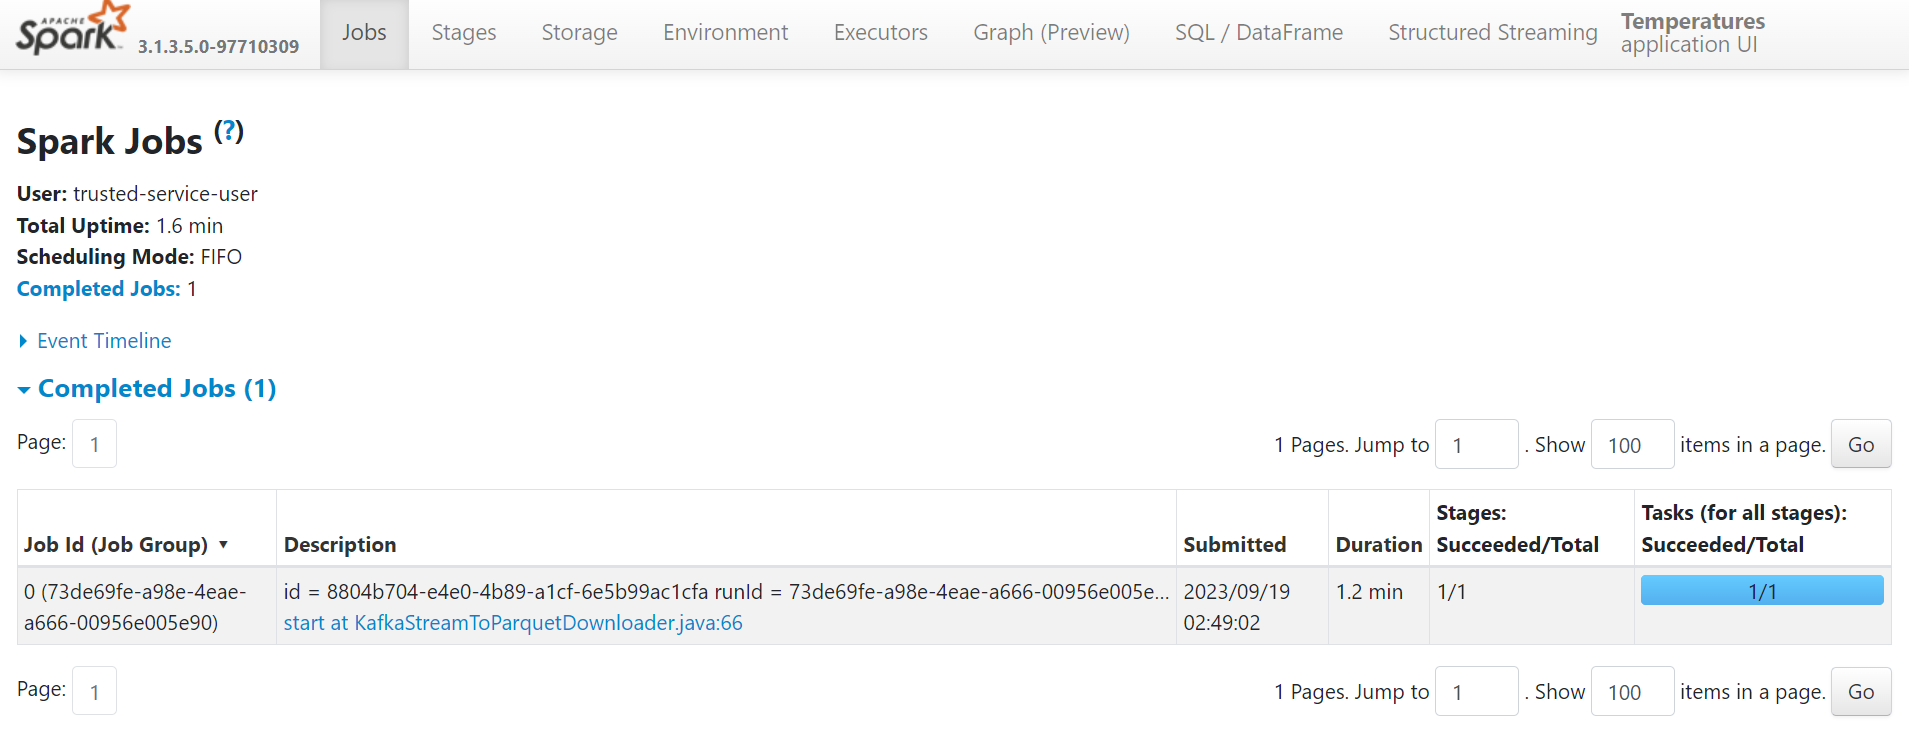 APACHE
Spark 3.1.3.5.0-97710309 Jobs Stages Storage Environment Executors Graph (Preview) SQL / DataFrame Structured Streaming Temperatures
application UI
Spark Jobs (?)
User: trusted-service-user
Total Uptime: 1.6 min
Scheduling Mode: FIFO
Completed Jobs: 1
Event Timeline
Completed Jobs (1)
Page: 1 1 Pages. Jump to 1 . Show 100 items in a page. Go
Job Id (Job Group) ▼ Description Submitted Duration Stages: Succeeded/Total Tasks (for all stages): Succeeded/Total
0 (73de69fe-a98e-4eae- id = 8804b704-e4e0-4b89-a1cf-6e5b99ac1cfa runId = 73de69fe-a98e-4eae-a666-00956e005e... 2023/09/19 1.2 min 1/1 1/1
a666-00956e005e90) start at KafkaStreamToParquetDownloader.java:66 02:49:02
Page: 1 1 Pages. Jump to 1 . Show 100 items in a page. Go